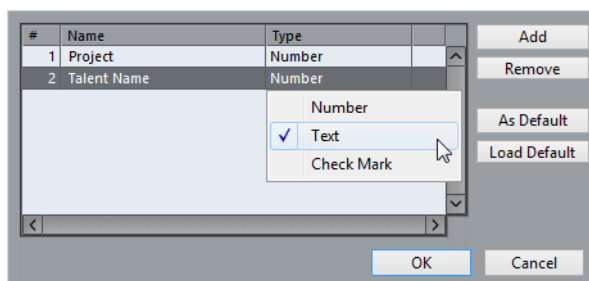 # Name Type
1 Project Number
2 Talent Name Number
Number
✓ Text
Check Mark
Add
Remove
As Default
Load Default
OK Cancel